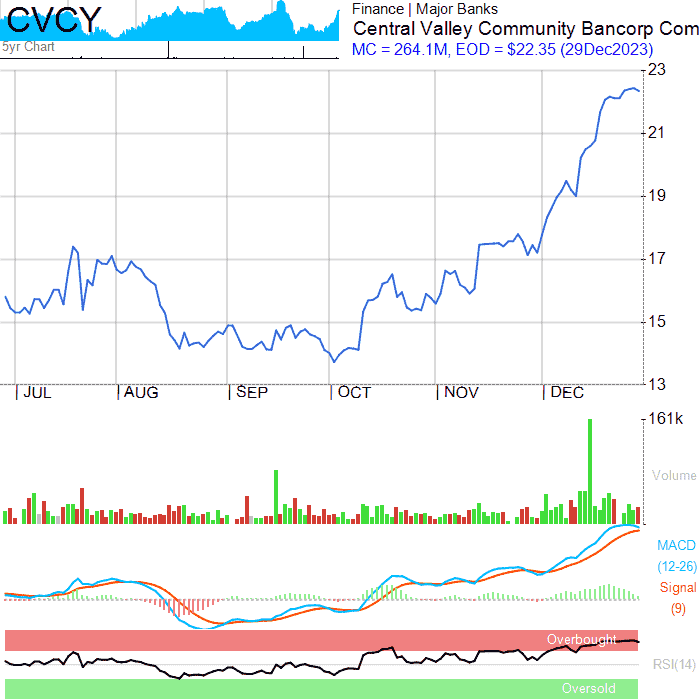 CVCY
5yr Chart
Finance | Major Banks
Central Valley Community Bancorp Com
MC = 264.1M, EOD = $22.35 (29Dec2023)
23
21
19
17
15
13
JUL
AUG
SEP
OCT
NOV
DEC
161k
Volume
MACD
(12-26)
Signal
(9)
Overbought
RSI(14)
Oversold